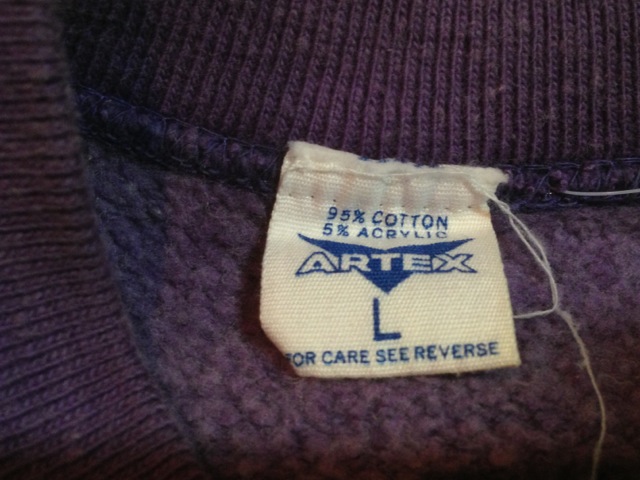 95% COTTON
5% ACRYLIC
ARTEX
L
FOR CARE SEE REVERSE